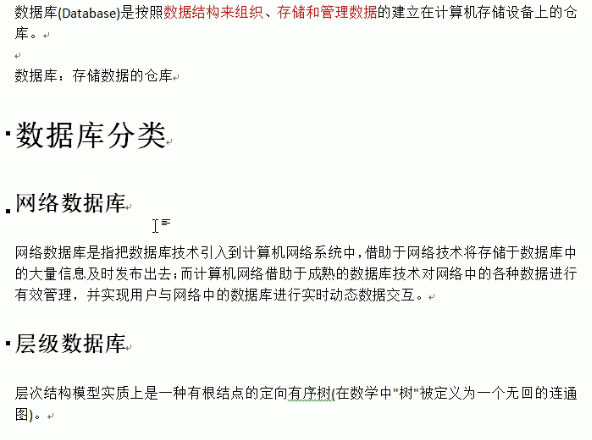 数据库(Database)是按照数据结构来组织、存储和管理数据的建立在计算机存储设备上的仓
库。
数据库：存储数据的仓库
数据库分类
网络数据库
网络数据库是指把数据库技术引入到计算机网络系统中,借助于网络技术将存储于数据库中
的大量信息及时发布出去;而计算机网络借助于成熟的数据库技术对网络中的各种数据进行
有效管理，并实现用户与网络中的数据库进行实时动态数据交互。
层级数据库
层次结构模型实质上是一种有根结点的定向有序树(在数学中"树"被定义为一个无回的连通
图)。